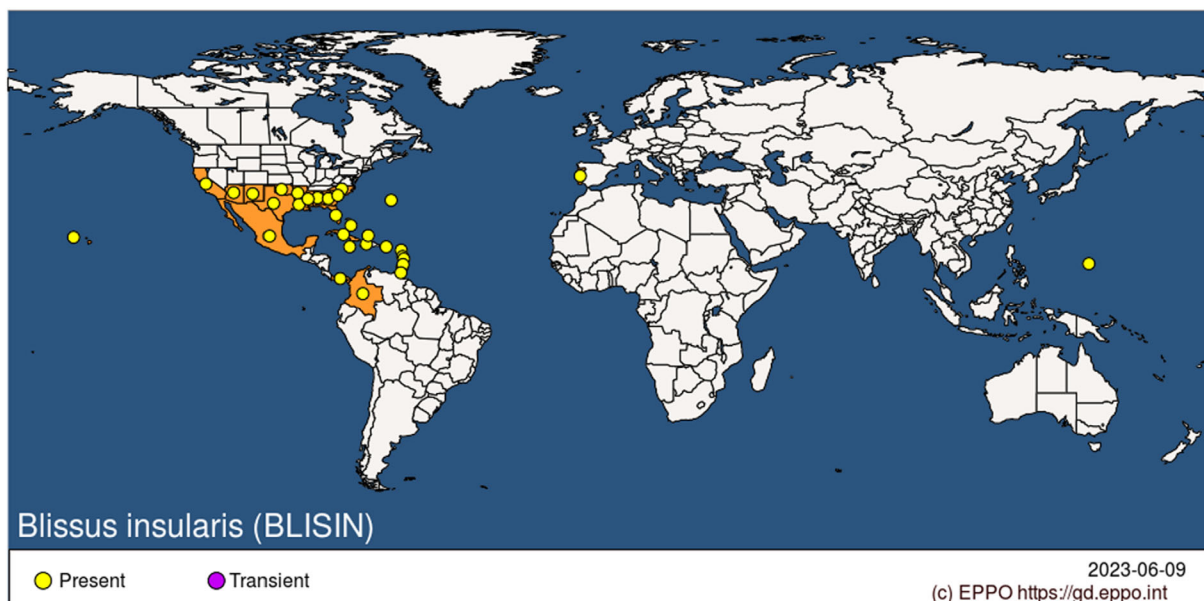 Blissus insularis (BLISIN)
Present
Transient
2023-06-09
(c) EPPO https://gd.eppo.int